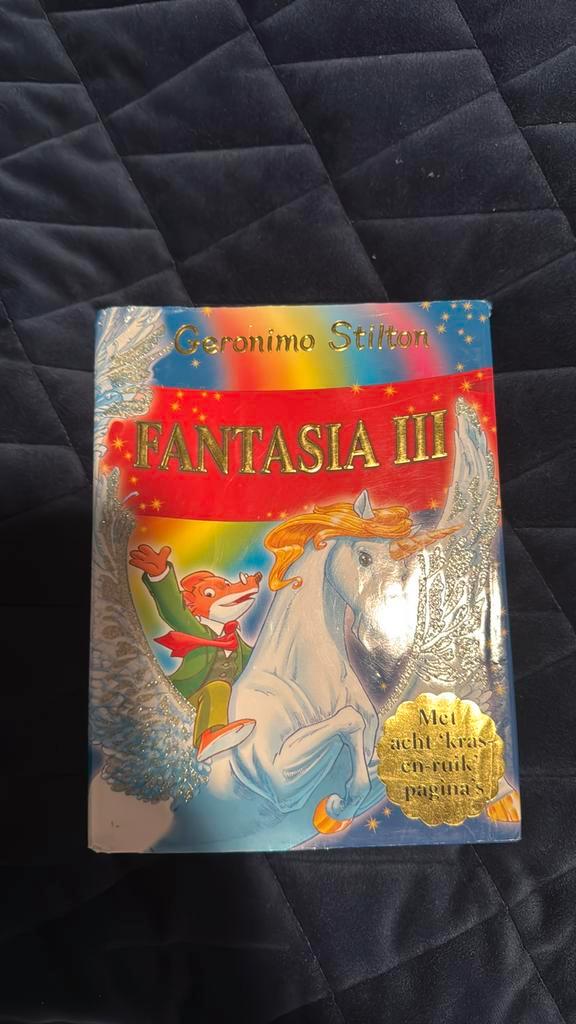 Geronimo Stilton
FANTASIA III
Met
acht 'kras-
en-ruik'
pagina's